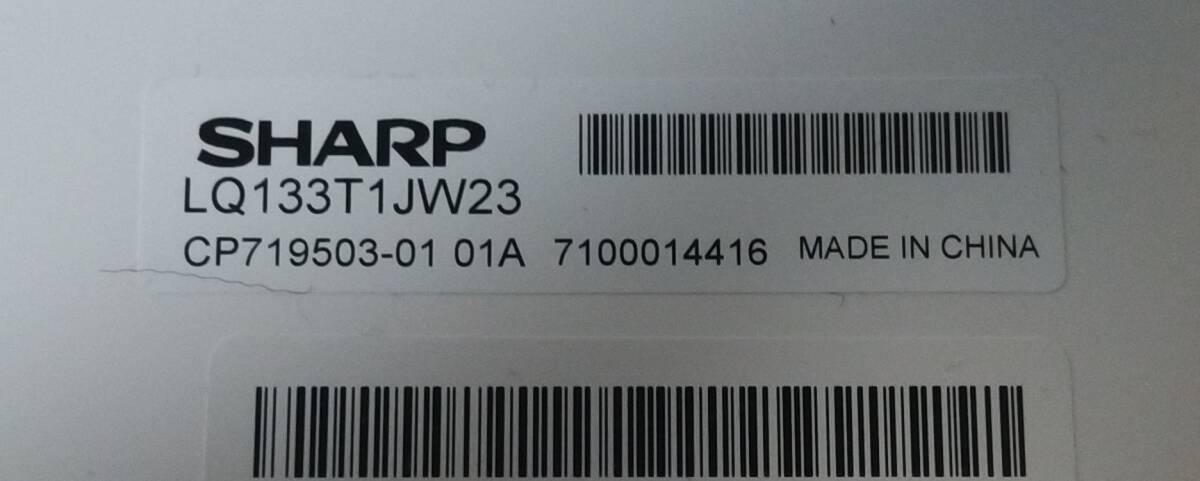 SHARP
LQ133T1JW23
CP719503-01 01A 7100014416 MADE IN CHINA